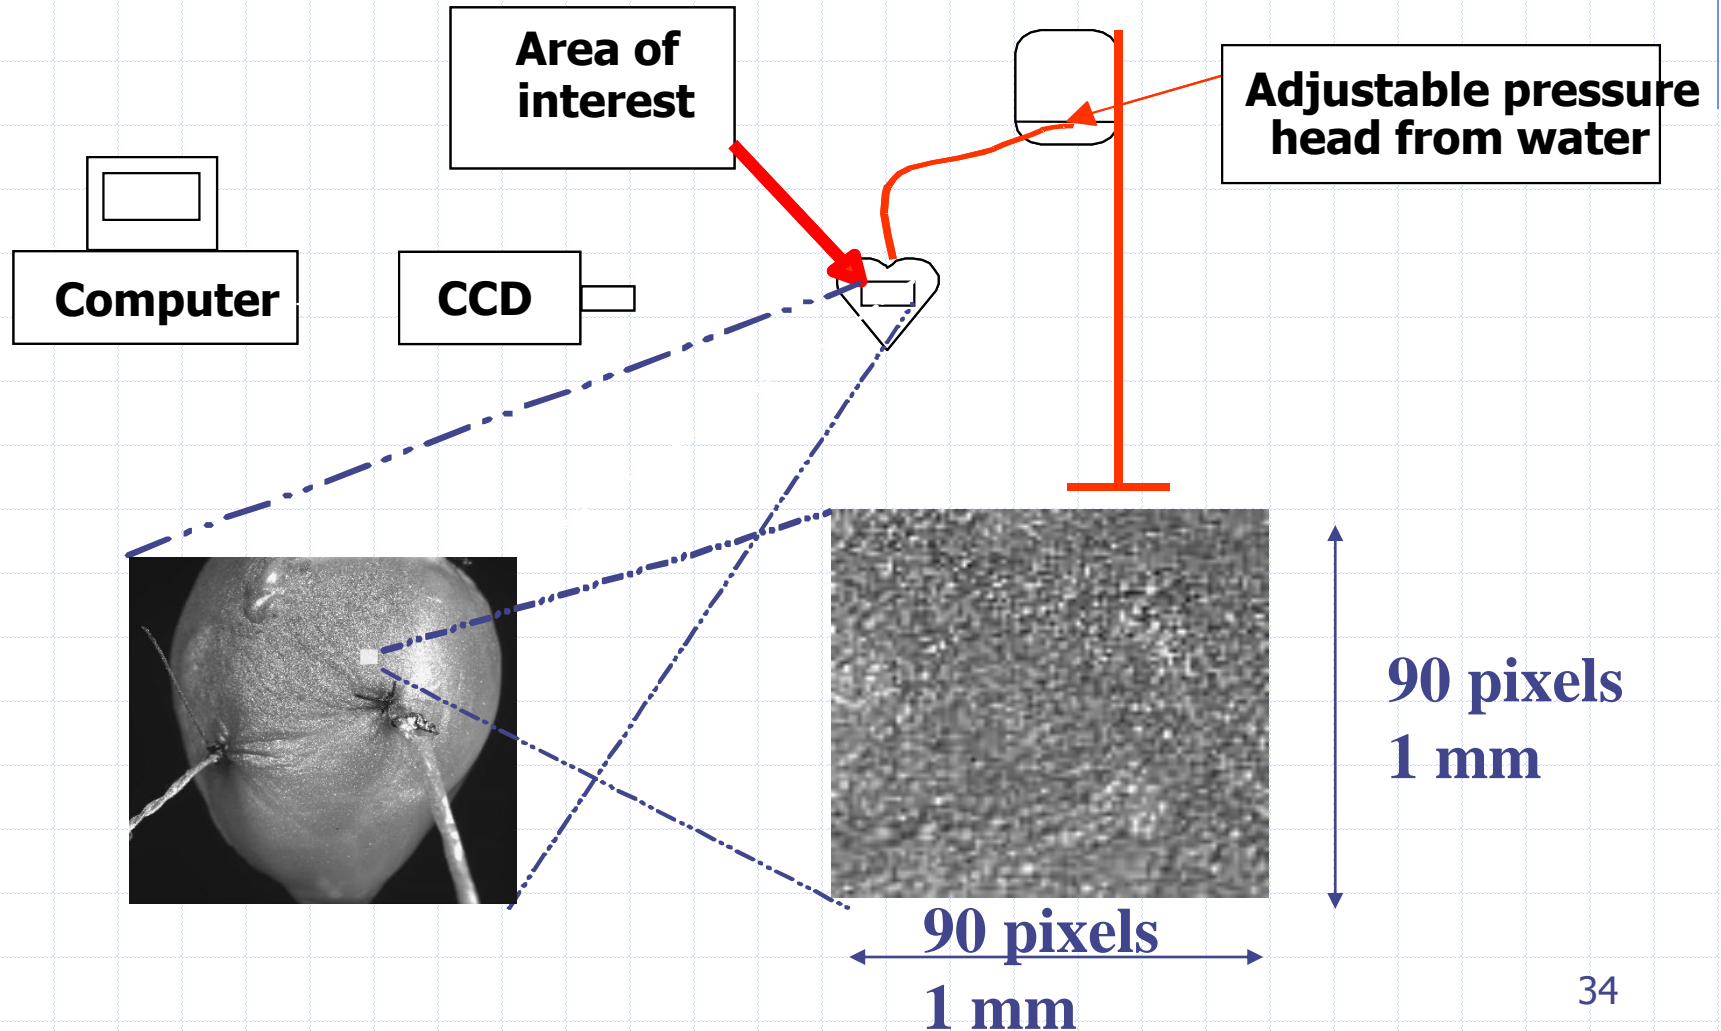 Area of
interest
Adjustable pressure
head from water
Computer
CCD
90 pixels
1 mm
90 pixels
1 mm
34